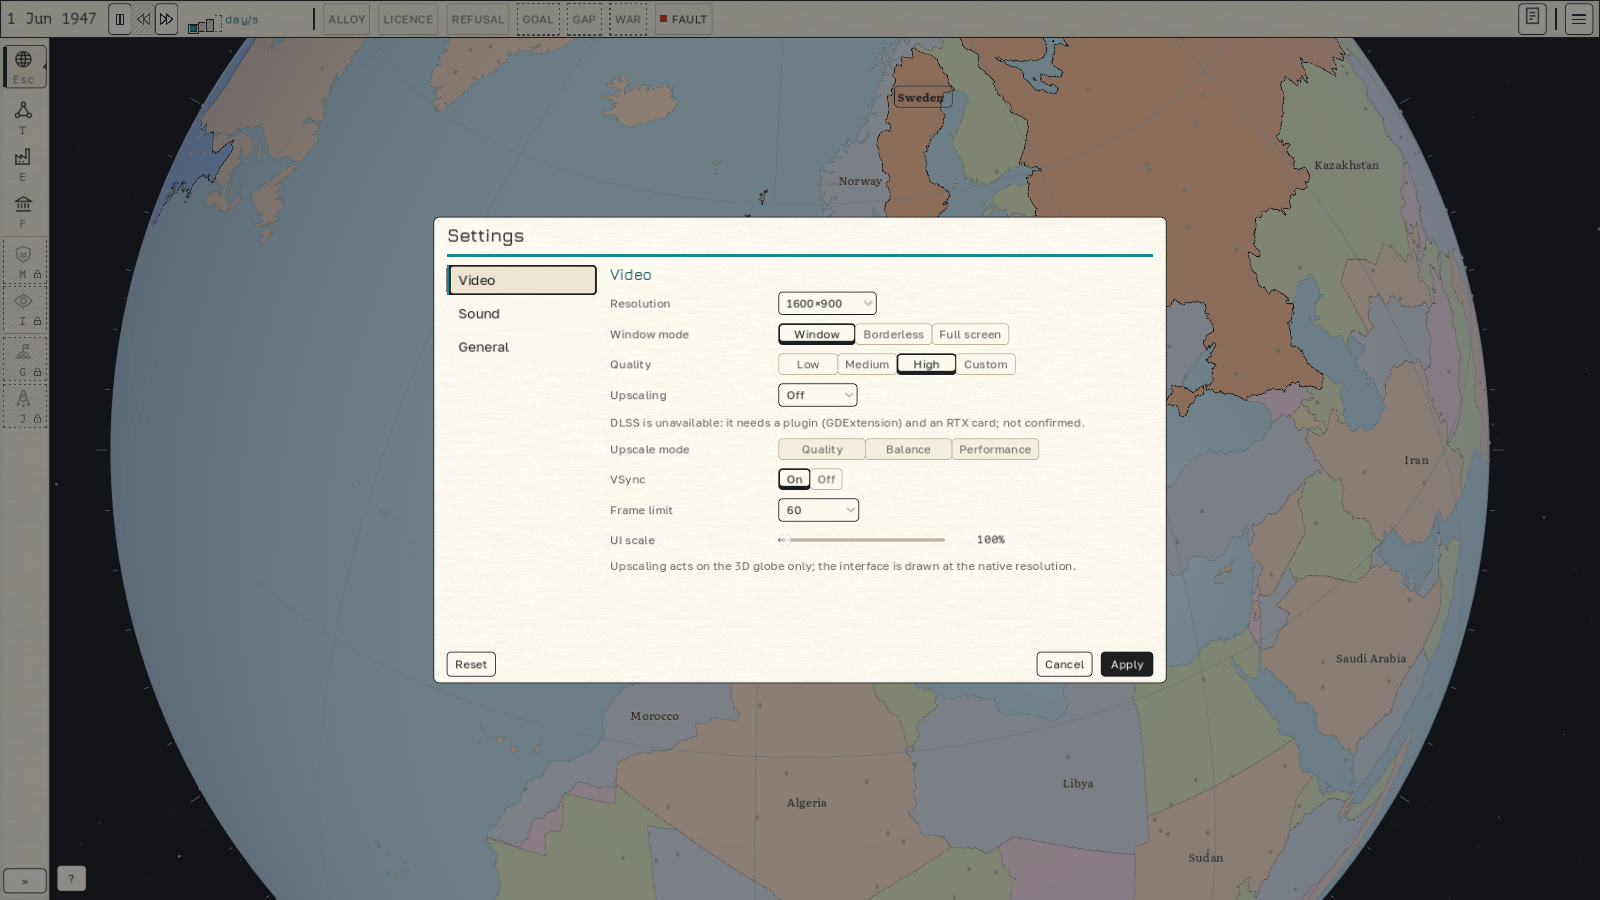 1 Jun 1947 day/s ALLOY LICENCE REFUSAL GOAL GAP WAR FAULT
Esc
T
E
F
M
I
G
J
»
?
Sweden
Norway
Kazakhstan
Iran
Saudi Arabia
Morocco
Algeria
Libya
Sudan
Settings
Video
Sound
General
Video
Resolution 1600×900
Window mode Window Borderless Full screen
Quality Low Medium High Custom
Upscaling Off
DLSS is unavailable: it needs a plugin (GDExtension) and an RTX card; not confirmed.
Upscale mode Quality Balance Performance
VSync On Off
Frame limit 60
UI scale 100%
Upscaling acts on the 3D globe only; the interface is drawn at the native resolution.
Reset Cancel Apply